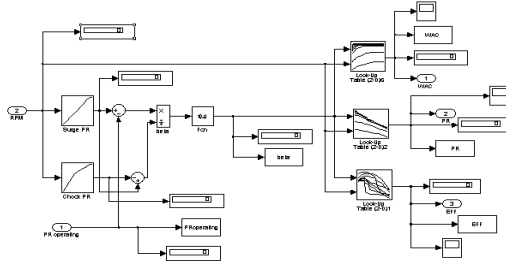 2
RPM
Surge PR
Chock PR
1
PR operating
+
−
−
+
×
÷
beta
fcn
beta
PRoperating
Look-Up
Table (2-D)6
WAC
1
WAC
Look-Up
Table (2-D)2
2
PR
PR
Look-Up
Table (2-D)1
3
EFF
EFF